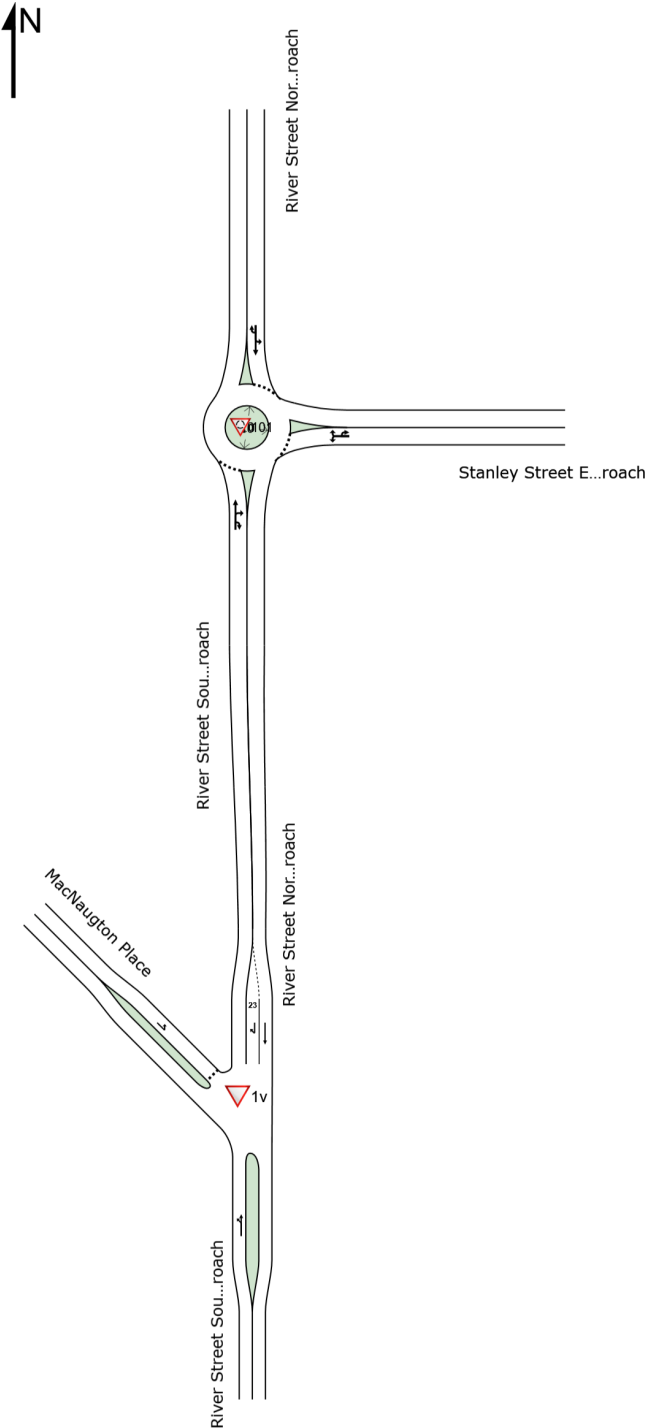 N
River Street Nor...roach
Stanley Street E...roach
River Street Sou...roach
River Street Nor...roach
MacNaugton Place
23
1v
River Street Sou...roach